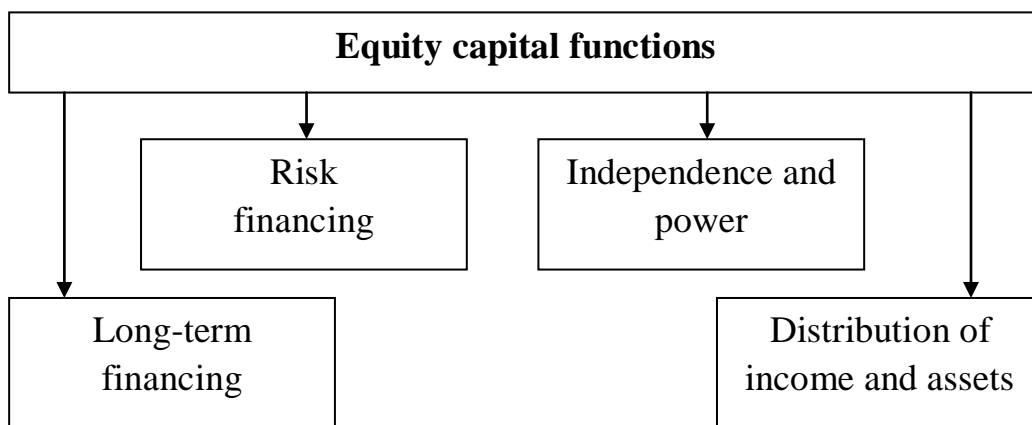 Equity capital functions
Risk
financing
Independence and
power
Long-term
financing
Distribution of
income and assets